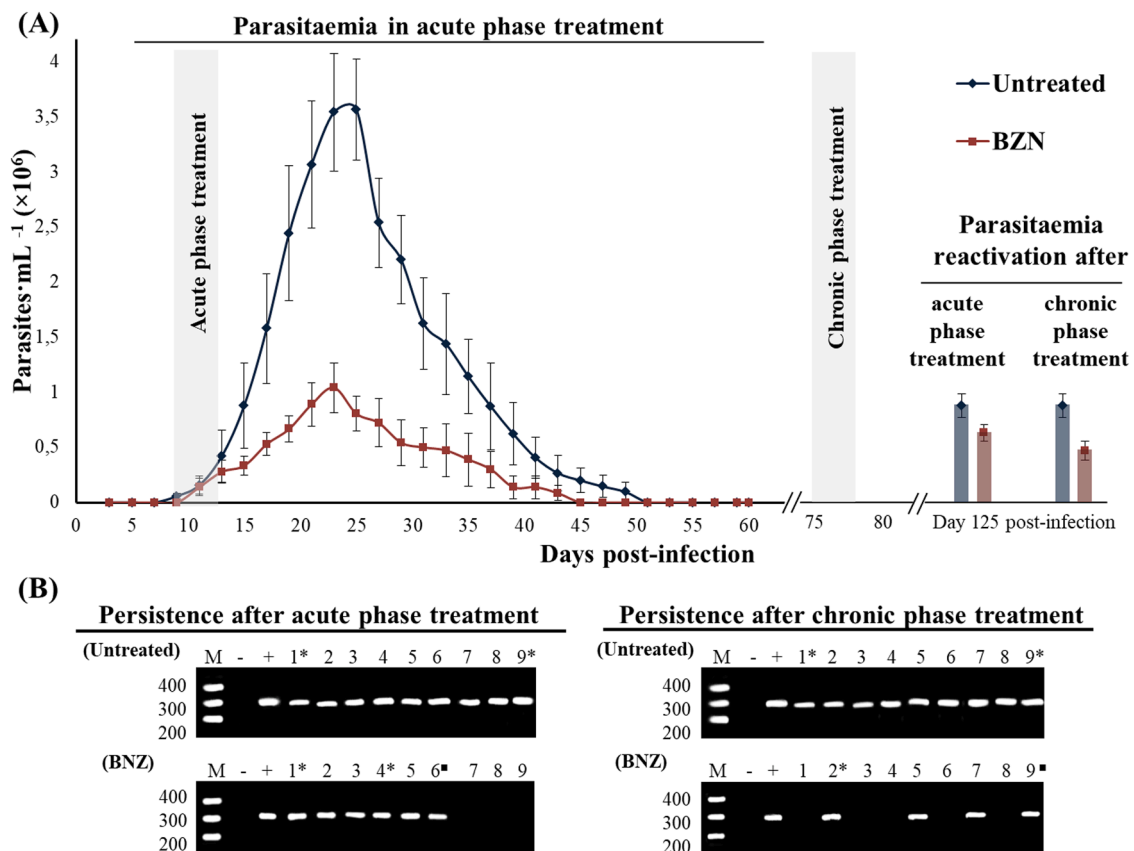 (A)
Parasitaemia in acute phase treatment
4
3,5
3
2,5
2
1,5
1
0,5
0
Parasites·mL -1 (×10⁶)
Acute phase treatment
Chronic phase treatment
Untreated
BZN
Parasitaemia
reactivation after
acute
phase
treatment
chronic
phase
treatment
0 5 10 15 20 25 30 35 40 45 50 55 60 75 80
Day 125 post-infection
Days post-infection
(B)
Persistence after acute phase treatment
(Untreated)
M - + 1* 2 3 4 5 6 7 8 9*
400
300
200
(BNZ)
M - + 1* 2 3 4* 5 6▪ 7 8 9
400
300
200
Persistence after chronic phase treatment
(Untreated)
M - + 1* 2 3 4 5 6 7 8 9*
400
300
200
(BNZ)
M - + 1 2* 3 4 5 6 7 8 9▪
400
300
200